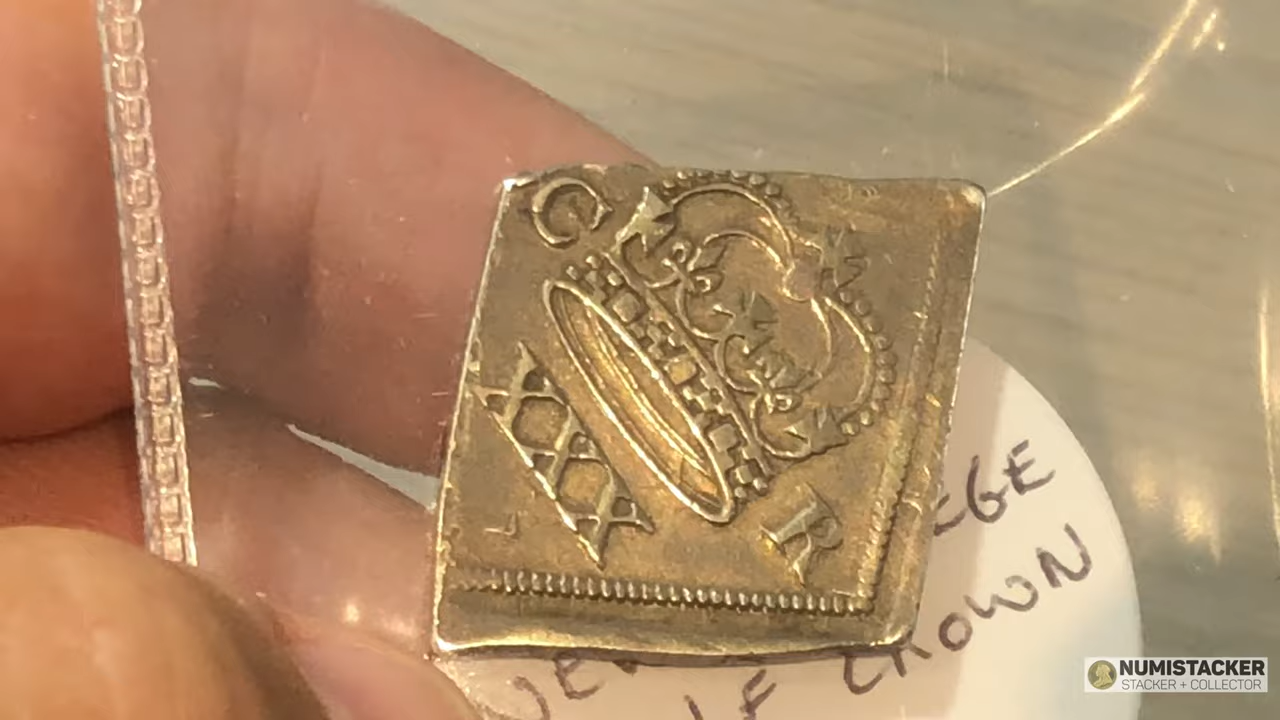 C R
XXX
EGE
CROWN
NUMISTACKER
STACKER + COLLECTOR